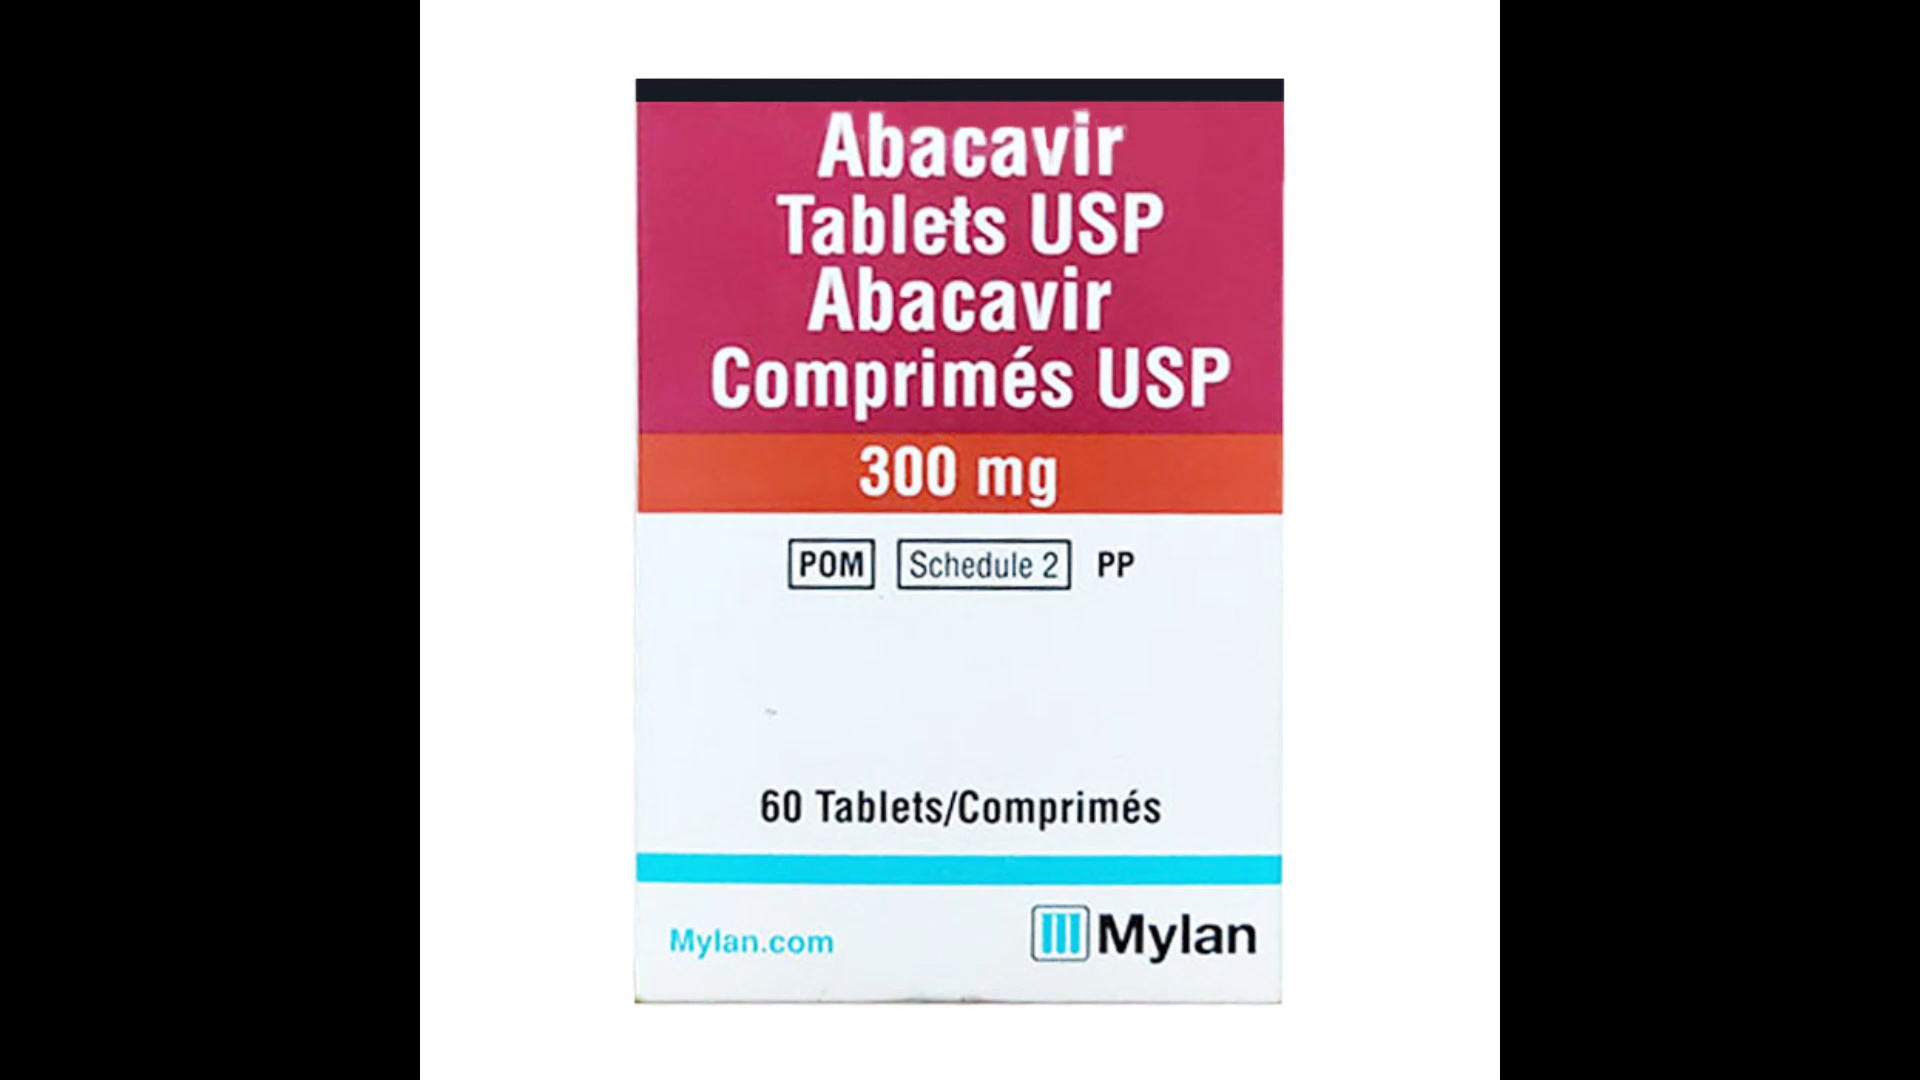 Abacavir
Tablets USP
Abacavir
Comprimés USP
300 mg
POM Schedule 2 PP
60 Tablets/Comprimés
Mylan.com Mylan